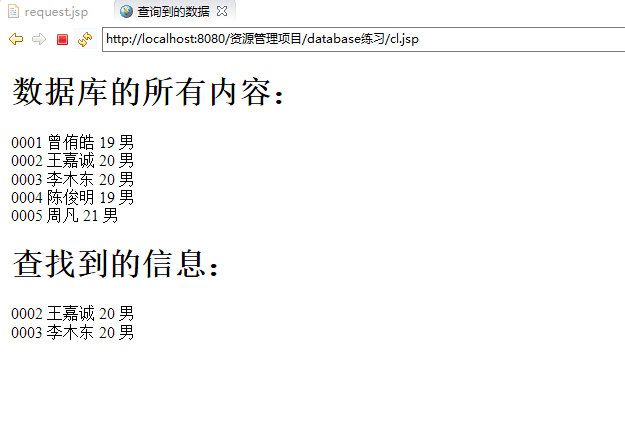 request.jsp 查询到的数据
http://localhost:8080/资源管理项目/database练习/cl.jsp
数据库的所有内容：
0001 曾侑皓 19 男
0002 王嘉诚 20 男
0003 李木东 20 男
0004 陈俊明 19 男
0005 周凡 21 男
查找到的信息：
0002 王嘉诚 20 男
0003 李木东 20 男